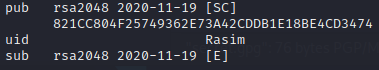 pub rsa2048 2020-11-19 [SC]
821CC804F25749362E73A42CDDB1E18BE4CD3474
uid Rasim
sub rsa2048 2020-11-19 [E]